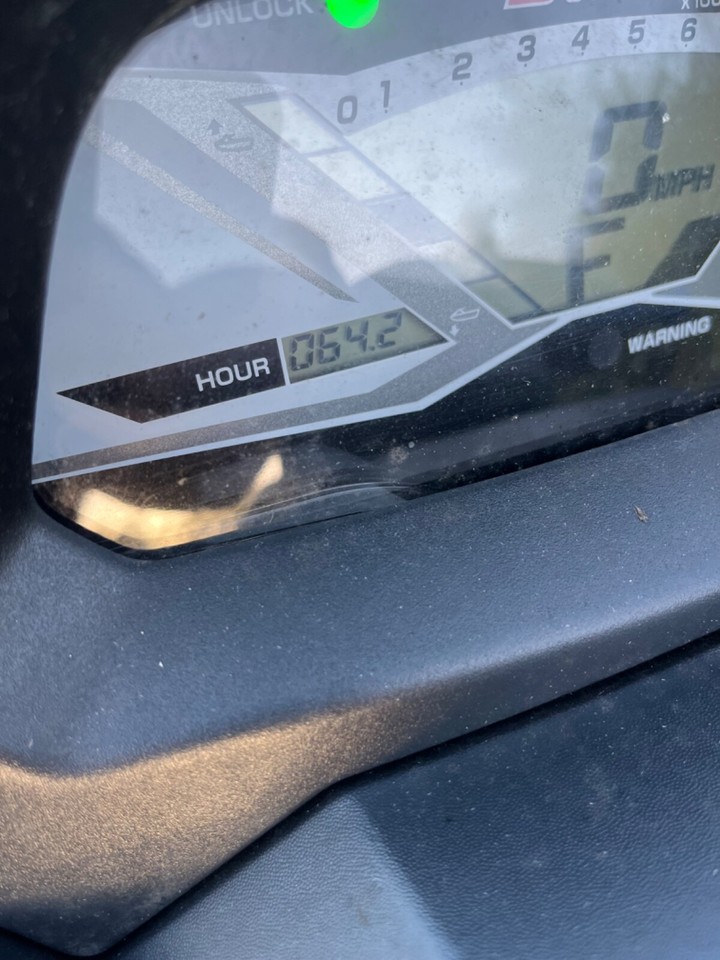 UNLOCK
0 1 2 3 4 5 6
0 MPH
F
HOUR 064.2
WARNING